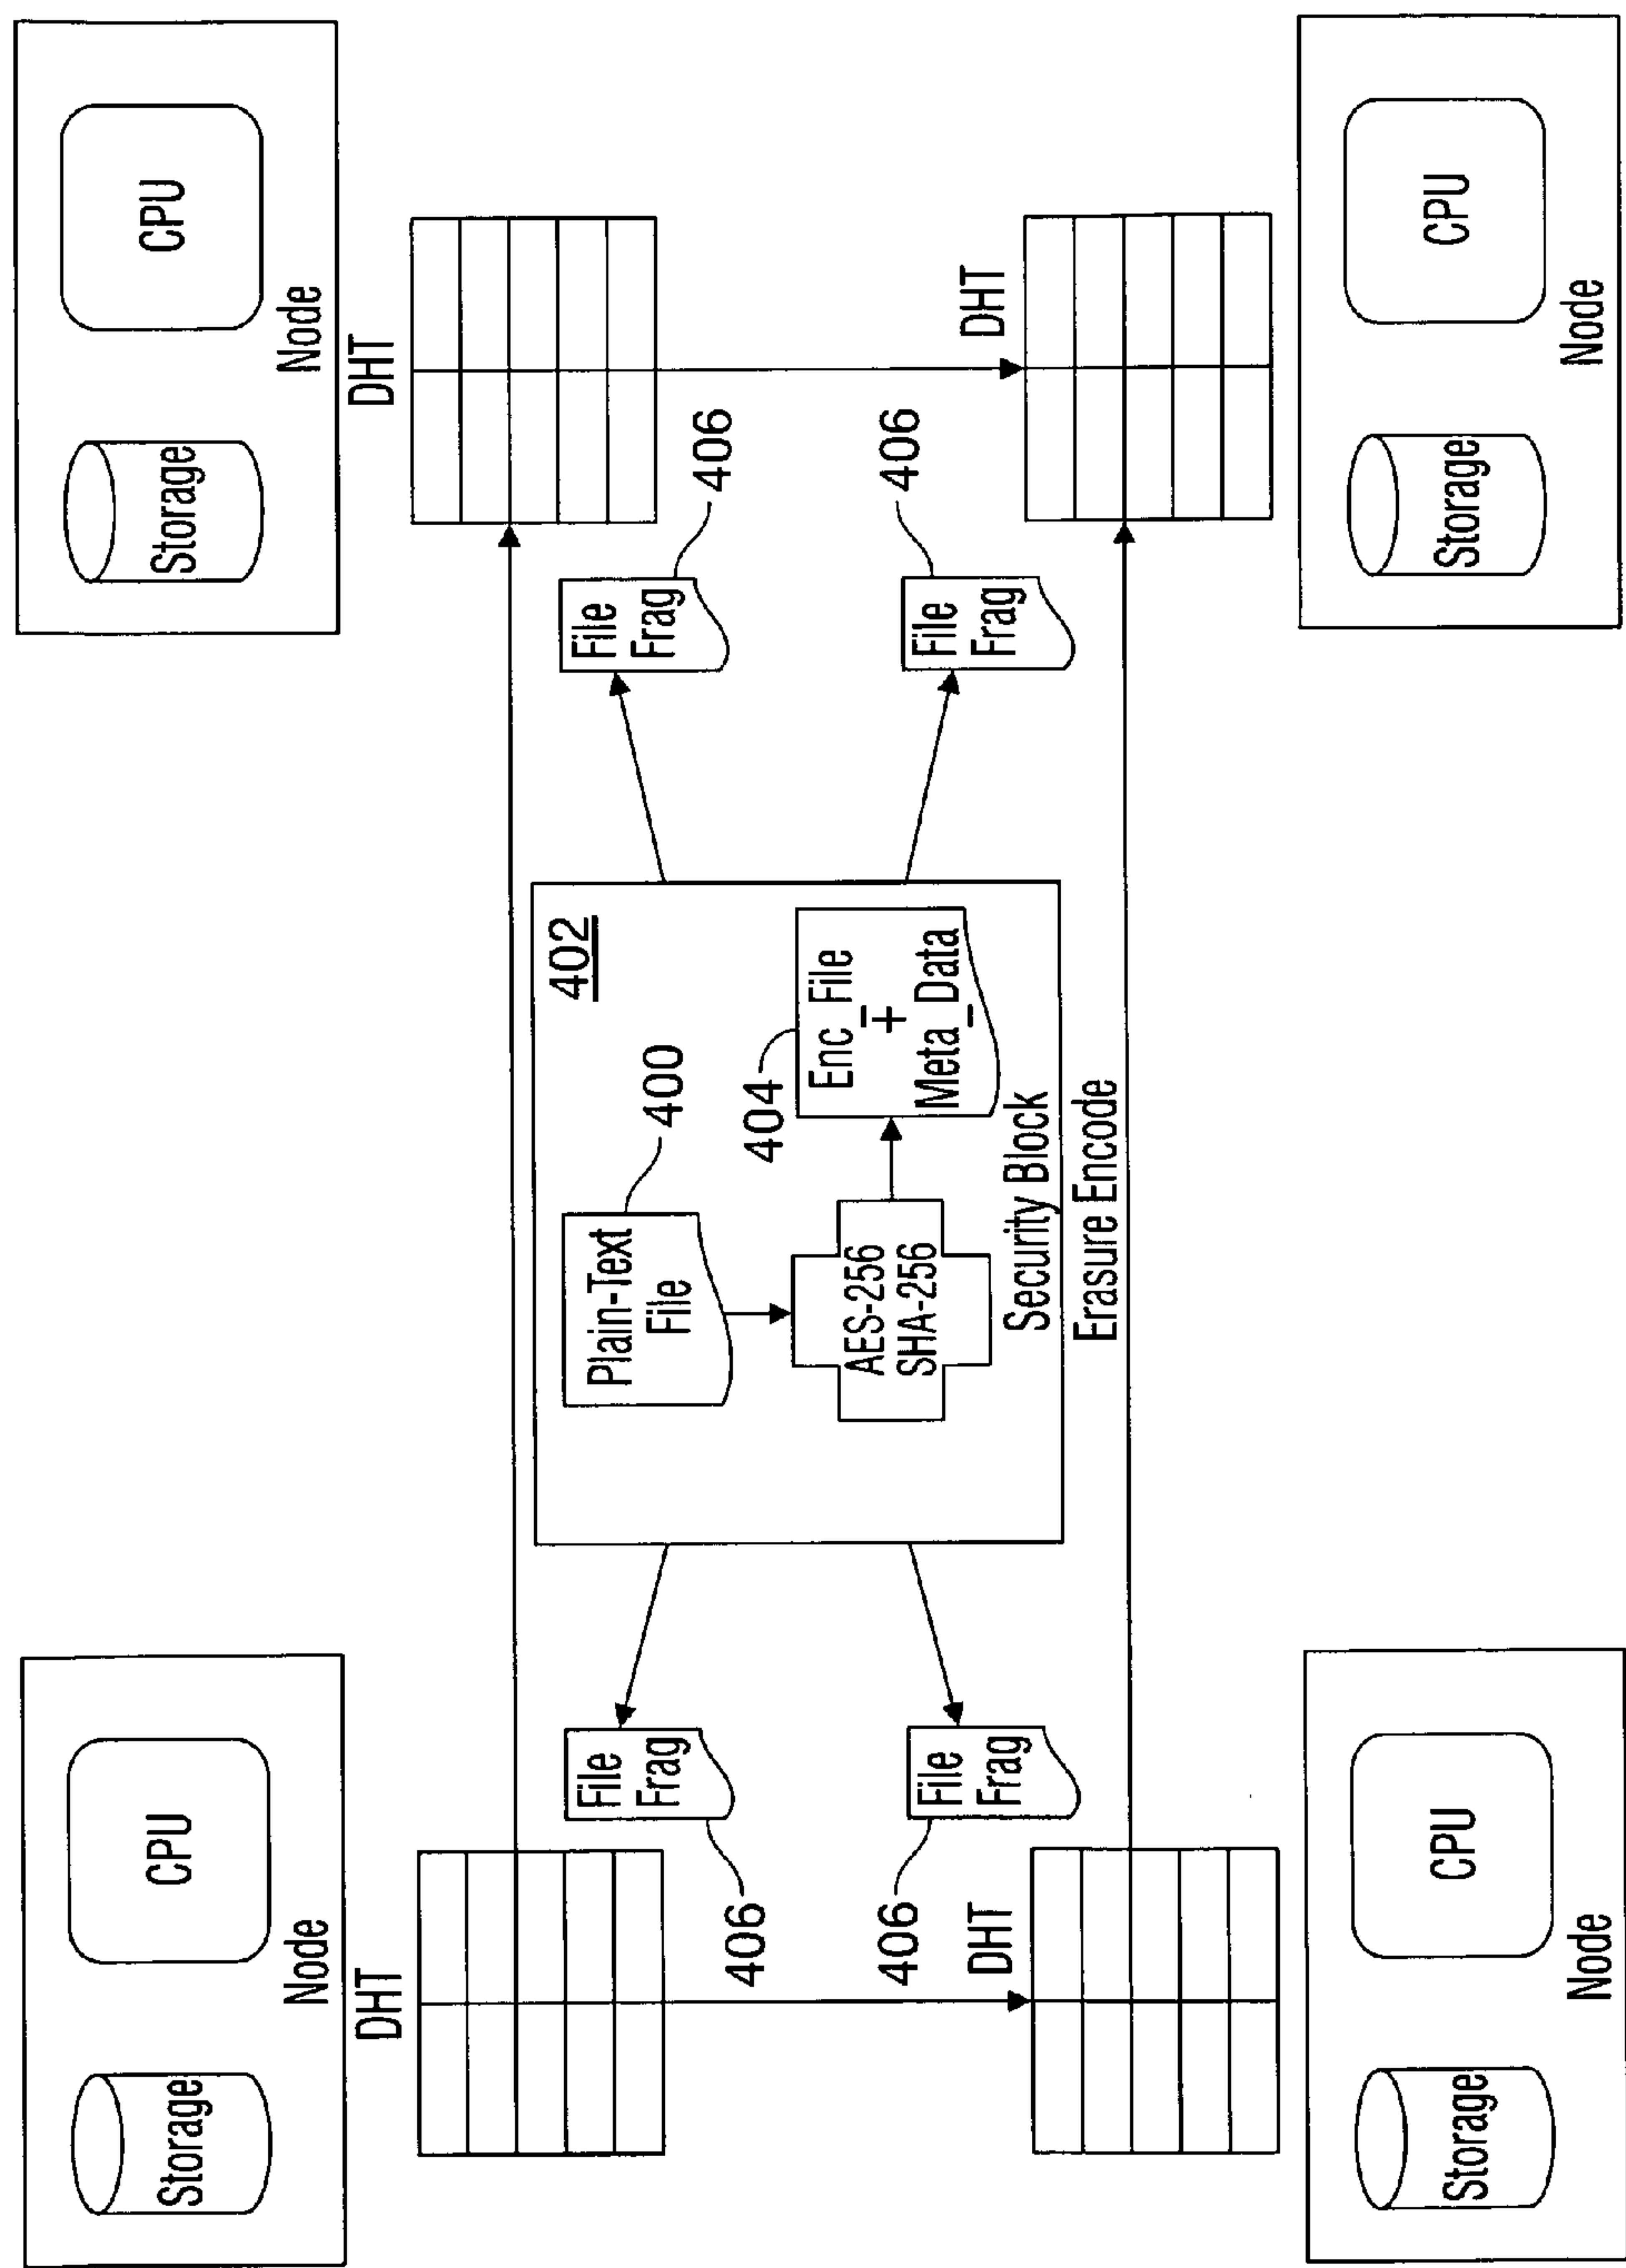 Storage
CPU
Node
DHT
Storage
CPU
Node
DHT
402
Plain-Text
File
400
File
Frag
406
File
Frag
406
404
Enc_File
+
Meta_Data
AES-256
SHA-256
File
Frag
406
File
Frag
406
Security Block
Erasure Encode
DHT
DHT
Storage
CPU
Node
Storage
CPU
Node